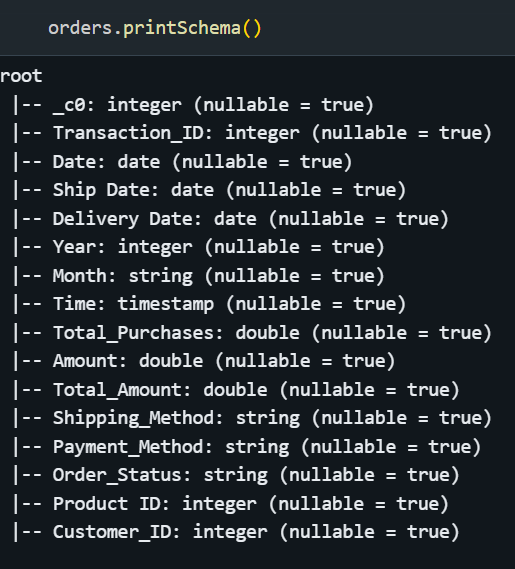 orders.printSchema()
root
|-- _c0: integer (nullable = true)
|-- Transaction_ID: integer (nullable = true)
|-- Date: date (nullable = true)
|-- Ship Date: date (nullable = true)
|-- Delivery Date: date (nullable = true)
|-- Year: integer (nullable = true)
|-- Month: string (nullable = true)
|-- Time: timestamp (nullable = true)
|-- Total_Purchases: double (nullable = true)
|-- Amount: double (nullable = true)
|-- Total_Amount: double (nullable = true)
|-- Shipping_Method: string (nullable = true)
|-- Payment_Method: string (nullable = true)
|-- Order_Status: string (nullable = true)
|-- Product ID: integer (nullable = true)
|-- Customer_ID: integer (nullable = true)